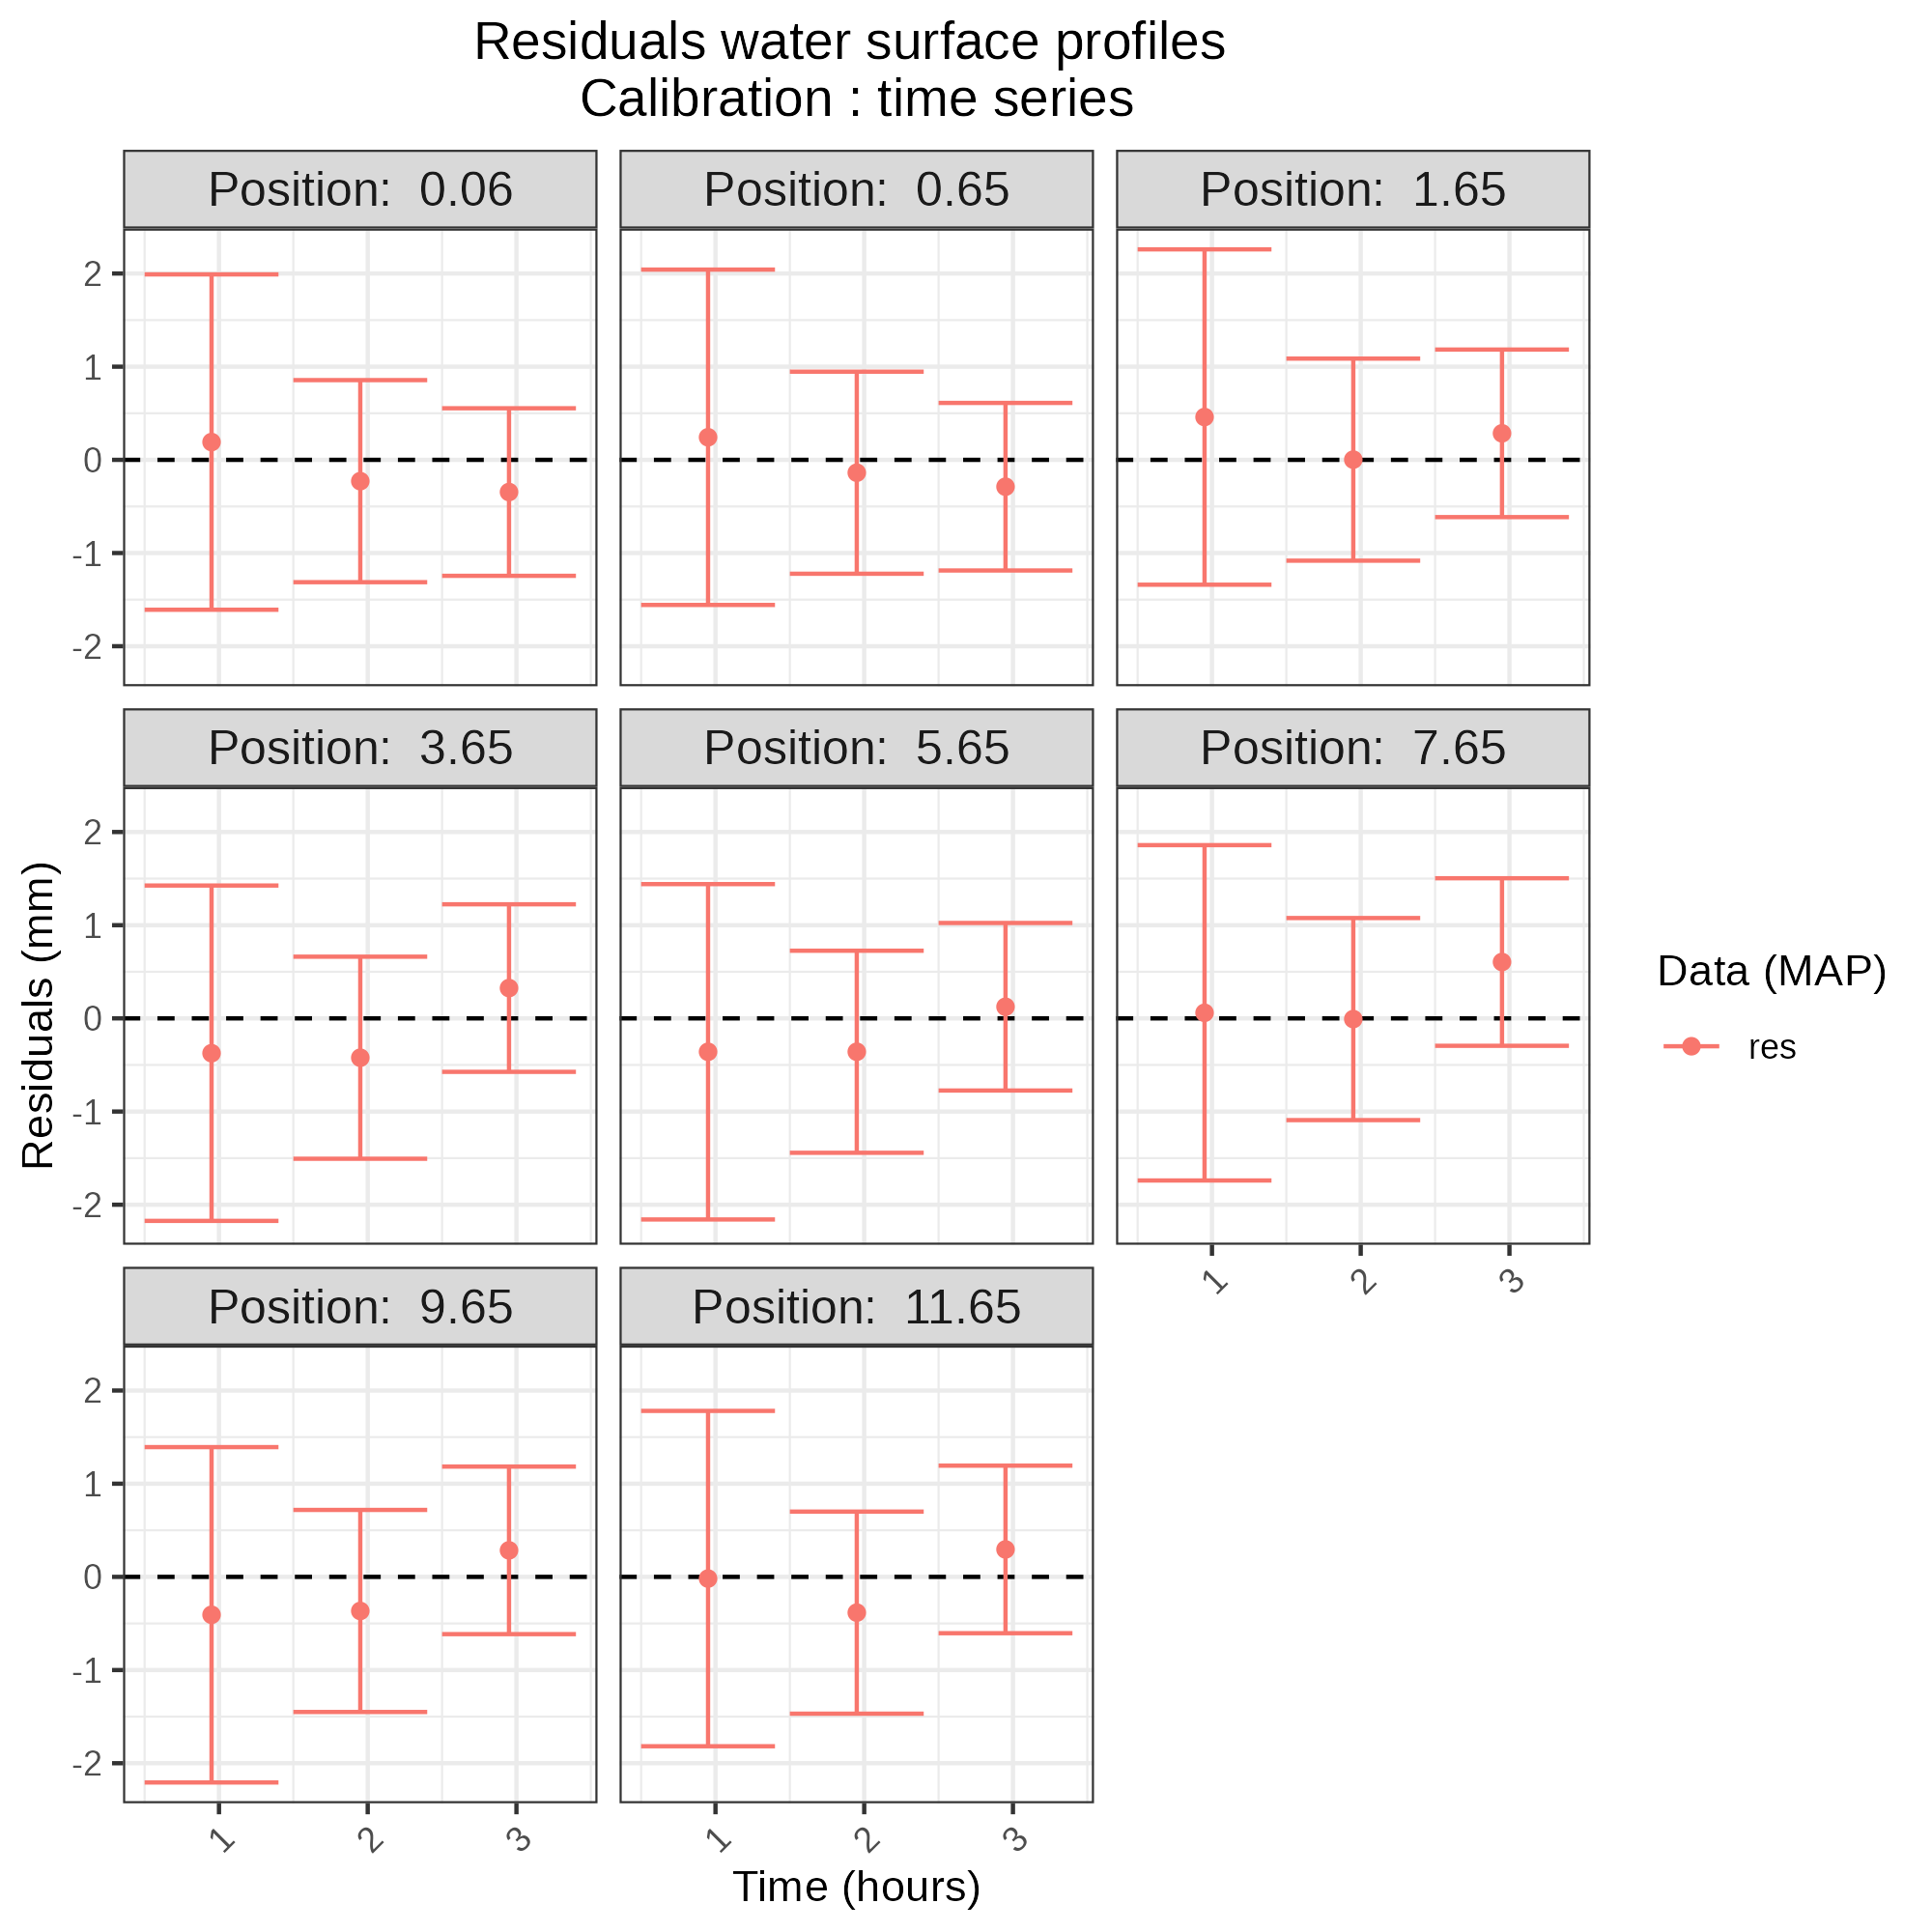 Residuals water surface profiles
Calibration : time series
Position: 0.06
Position: 0.65
Position: 1.65
2
1
0
-1
-2
Position: 3.65
Position: 5.65
Position: 7.65
2
1
0
-1
-2
1
2
3
Position: 9.65
Position: 11.65
2
1
0
-1
-2
1
2
3
1
2
3
Time (hours)
Residuals (mm)
Data (MAP)
res